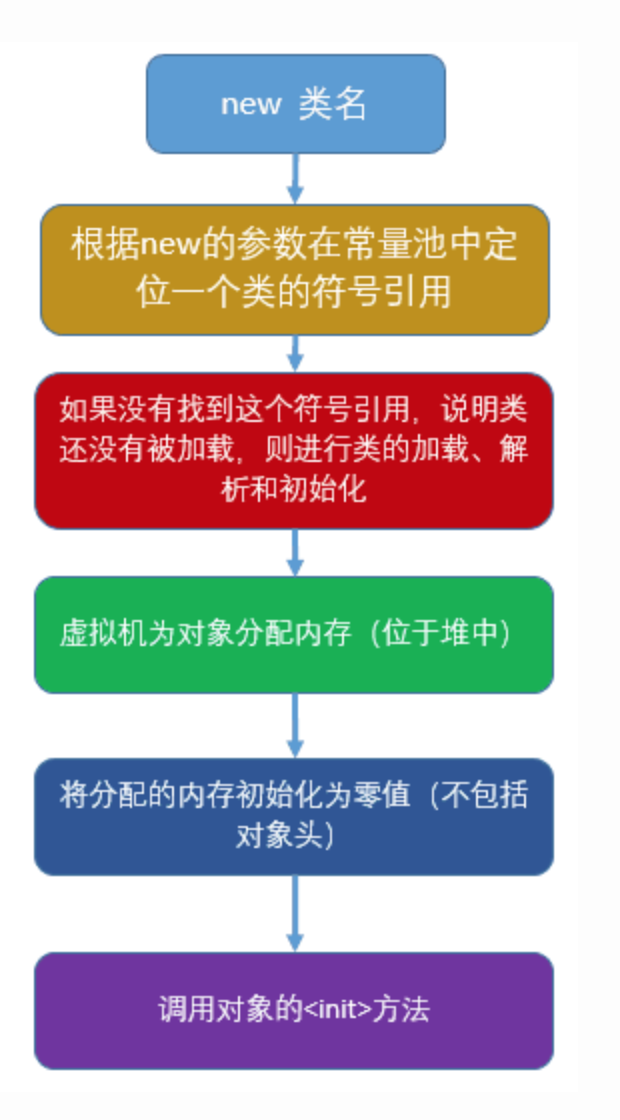 new 类名
根据new的参数在常量池中定
位一个类的符号引用
如果没有找到这个符号引用，说明类
还没有被加载，则进行类的加载、解
析和初始化
虚拟机为对象分配内存（位于堆中）
将分配的内存初始化为零值（不包括
对象头）
调用对象的<init>方法